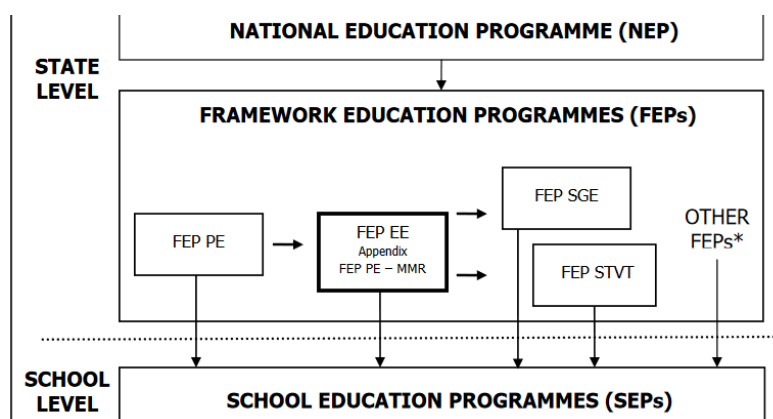 NATIONAL EDUCATION PROGRAMME (NEP)
STATE
LEVEL
FRAMEWORK EDUCATION PROGRAMMES (FEPs)
FEP SGE
FEP PE
FEP EE
Appendix
FEP PE – MMR
OTHER
FEPs*
FEP STVT
SCHOOL
LEVEL
SCHOOL EDUCATION PROGRAMMES (SEPs)